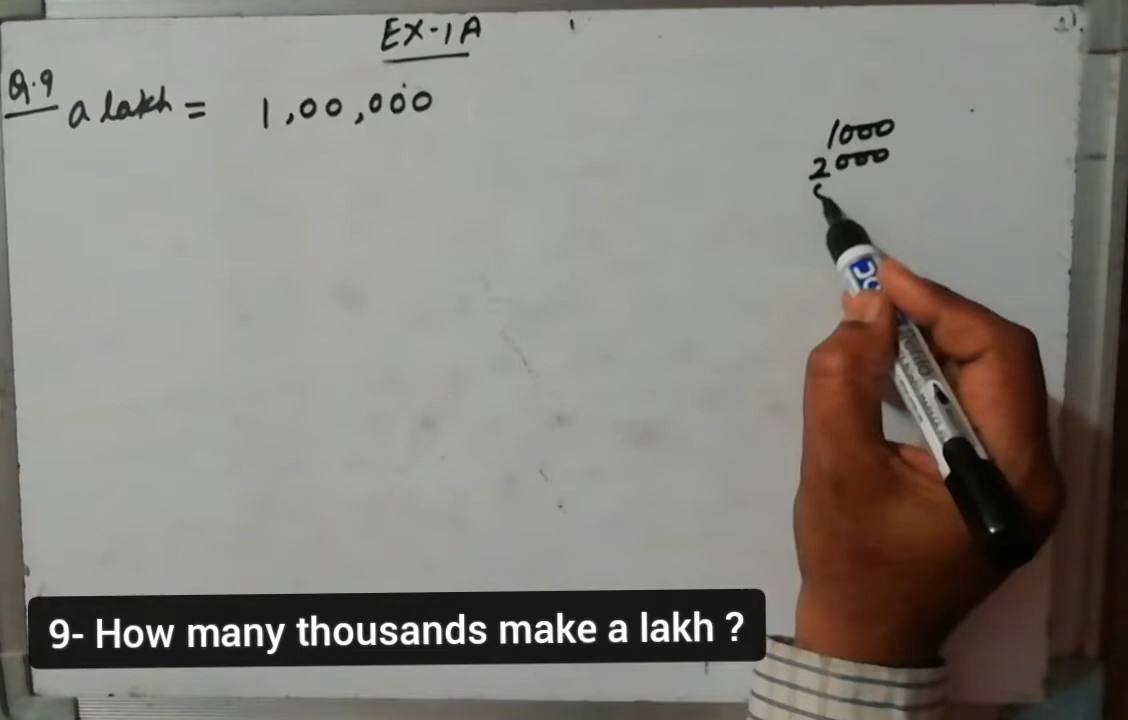 EX-1A
Q.9 a lakh = 1,00,000
1000
2000
9- How many thousands make a lakh ?